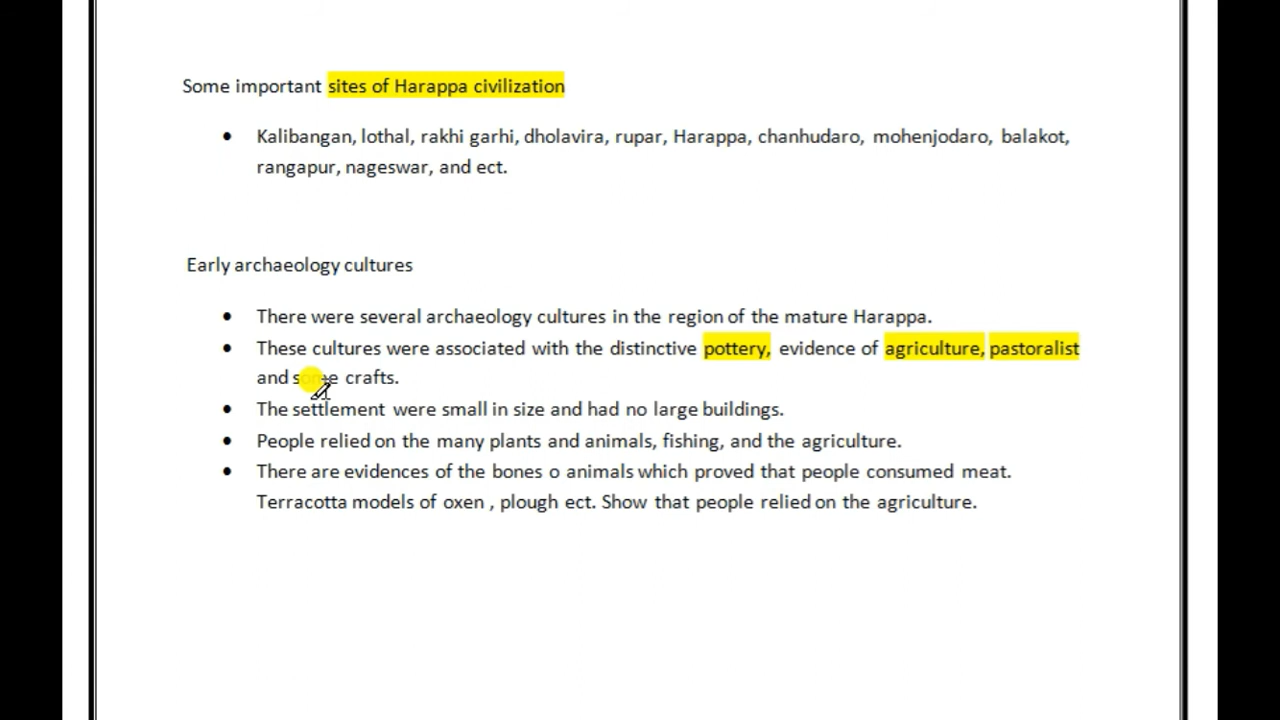 Some important sites of Harappa civilization
• Kalibangan, lothal, rakhi garhi, dholavira, rupar, Harappa, chanhudaro, mohenjodaro, balakot,
rangapur, nageswar, and ect.
Early archaeology cultures
• There were several archaeology cultures in the region of the mature Harappa.
• These cultures were associated with the distinctive pottery, evidence of agriculture, pastoralist
and some crafts.
• The settlement were small in size and had no large buildings.
• People relied on the many plants and animals, fishing, and the agriculture.
• There are evidences of the bones o animals which proved that people consumed meat.
Terracotta models of oxen , plough ect. Show that people relied on the agriculture.